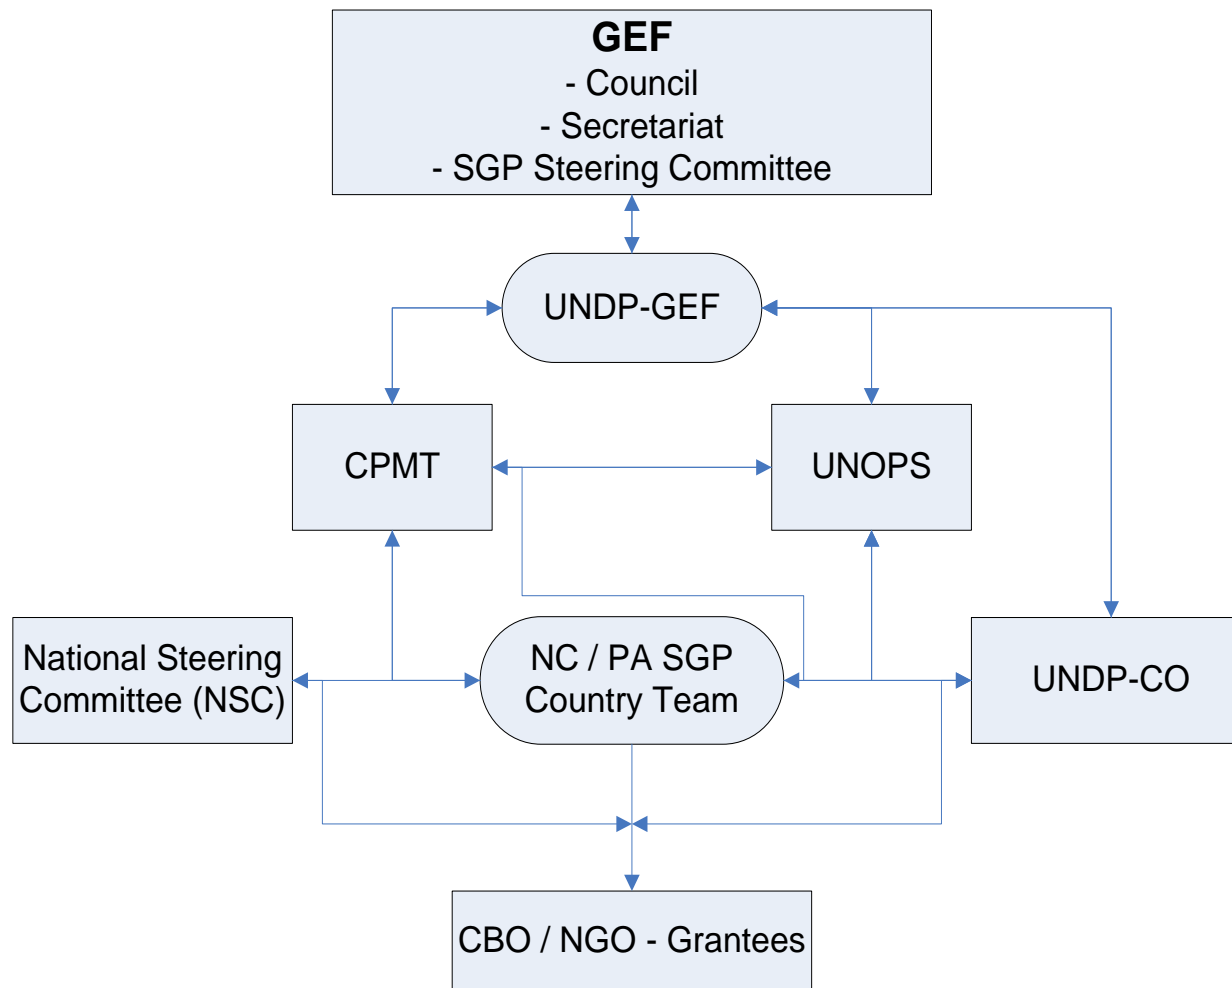 GEF
- Council
- Secretariat
- SGP Steering Committee
UNDP-GEF
CPMT
UNOPS
National Steering
Committee (NSC)
NC / PA SGP
Country Team
UNDP-CO
CBO / NGO - Grantees